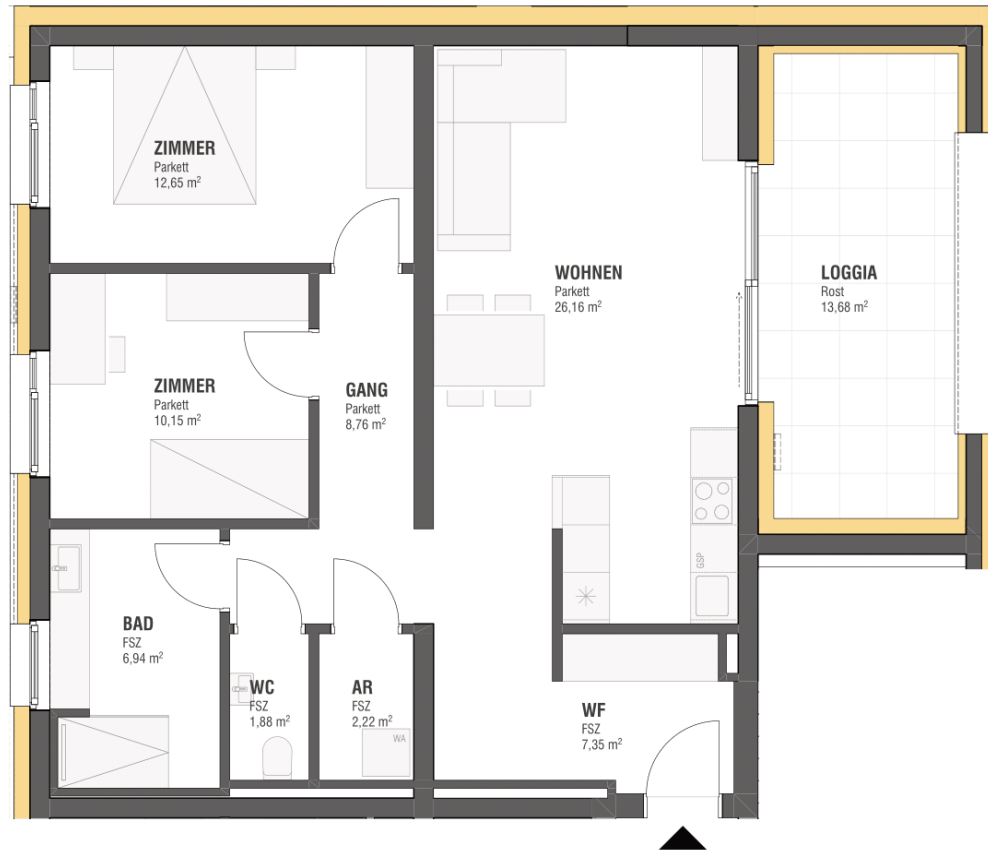 ZIMMER
Parkett
12,65 m²
WOHNEN
Parkett
26,16 m²
LOGGIA
Rost
13,68 m²
ZIMMER
Parkett
10,15 m²
GANG
Parkett
8,76 m²
GSP
BAD
FSZ
6,94 m²
WC
FSZ
1,88 m²
AR
FSZ
2,22 m²
WA
WF
FSZ
7,35 m²